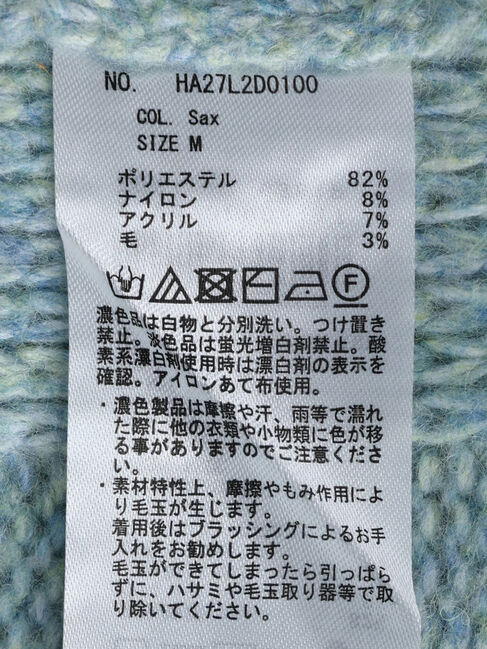 NO. HA27L2D0100
COL. Sax
SIZE M
ポリエステル 82%
ナイロン 8%
アクリル 7%
毛 3%
濃色品は白物と分別洗い。つけ置き
禁止。淡色品は蛍光増白剤禁止。酸
素系漂白剤使用時は漂白剤の表示を
確認。アイロンあて布使用。
・濃色製品は摩擦や汗、雨等で濡れ
た際に他の衣類や小物類に色が移
る事がありますのでご注意くださ
い。
・素材特性上、摩擦やもみ作用によ
り毛玉が生じます。
着用後はブラッシングによるお手
入れをお勧めします。
毛玉ができてしまったら引っぱら
ずに、ハサミや毛玉取り器等で取
り除いてください。